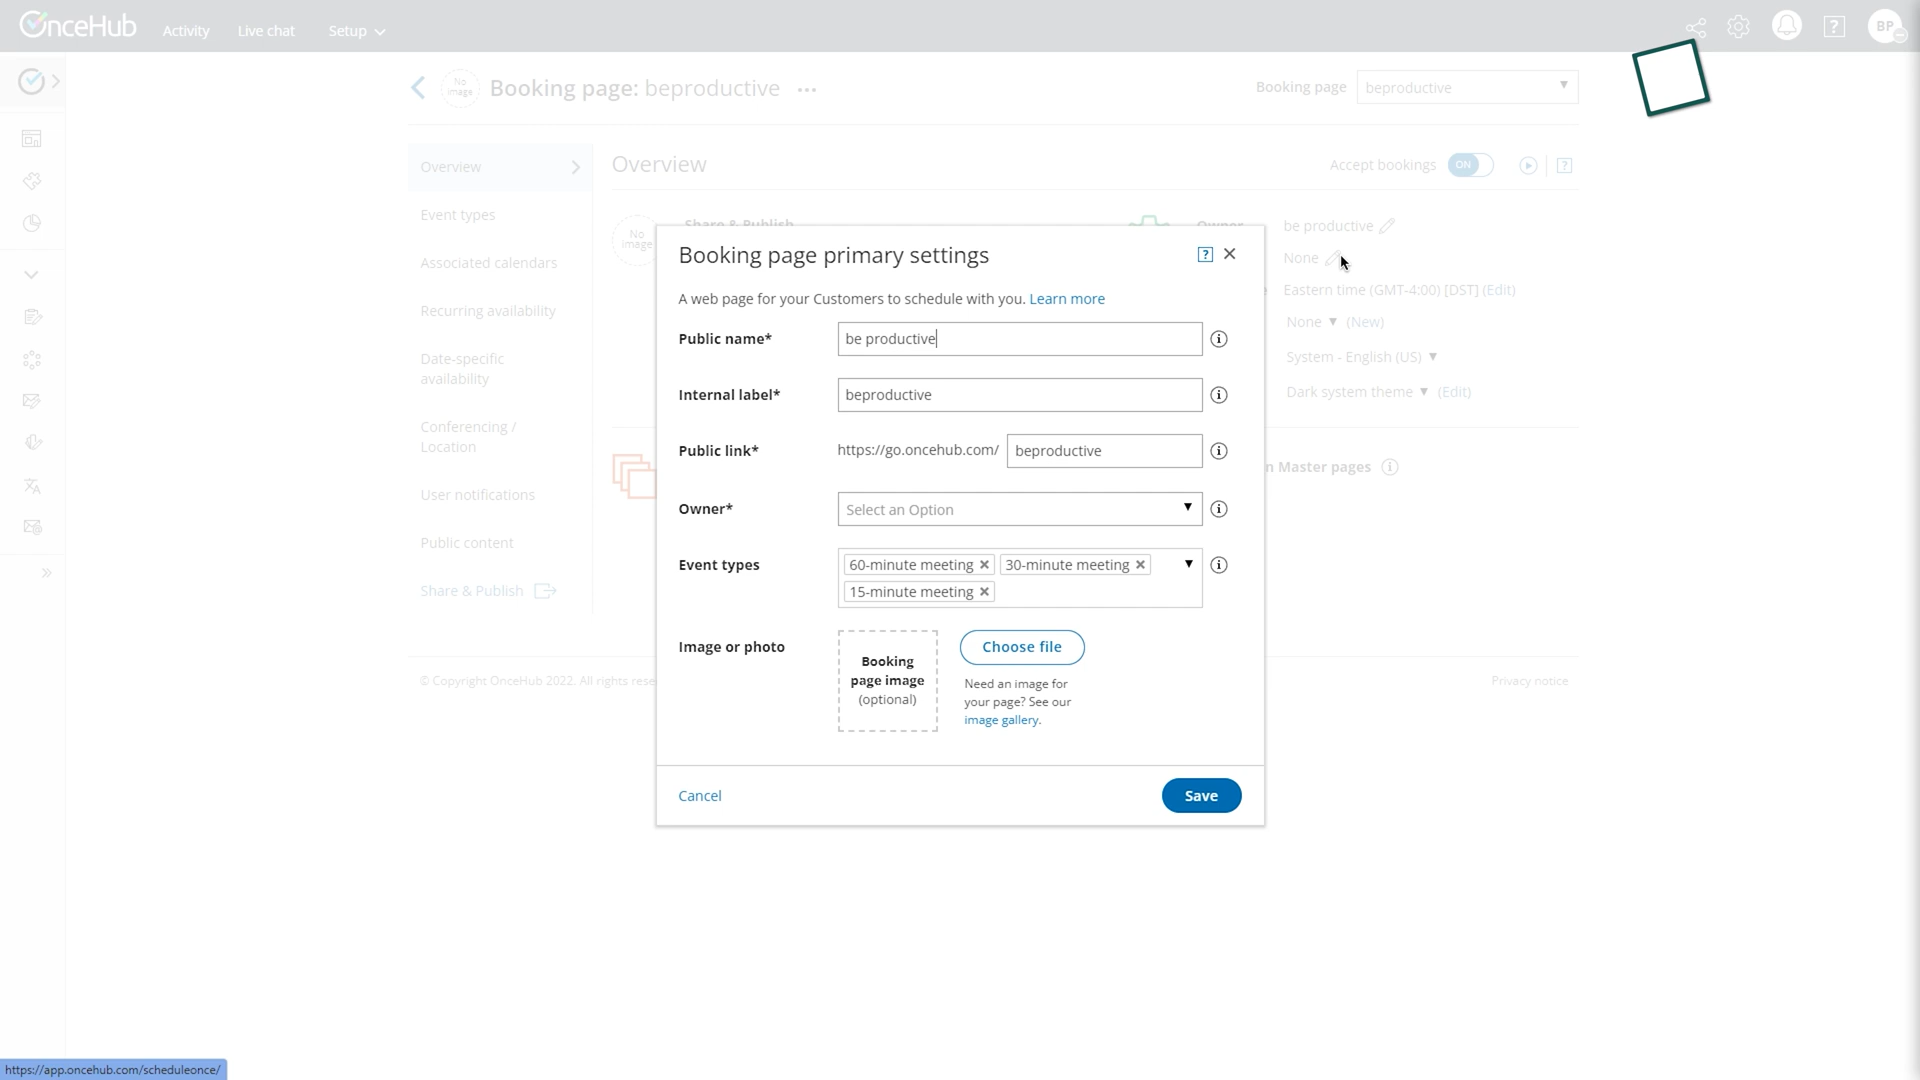 OnceHub
Activity
Live chat
Setup
?
BP
No image
Booking page: beproductive ...
Booking page
beproductive
Overview
Event types
Associated calendars
Recurring availability
Date-specific
availability
Conferencing /
Location
User notifications
Public content
Share & Publish
Overview
Accept bookings
ON
?
No
image
Share & Publish
Owner
be productive
None
Eastern time (GMT-4:00) [DST] (Edit)
None
(New)
System - English (US)
Dark system theme
(Edit)
n Master pages
i
Booking page primary settings
?
A web page for your Customers to schedule with you. Learn more
Public name*
be productive
i
Internal label*
beproductive
i
Public link*
https://go.oncehub.com/
beproductive
i
Owner*
Select an Option
i
Event types
60-minute meeting × 30-minute meeting ×
15-minute meeting ×
i
Image or photo
Booking
page image
(optional)
Choose file
Need an image for
your page? See our
image gallery.
Cancel
Save
© Copyright OnceHub 2022. All rights rese
Privacy notice
https://app.oncehub.com/scheduleonce/